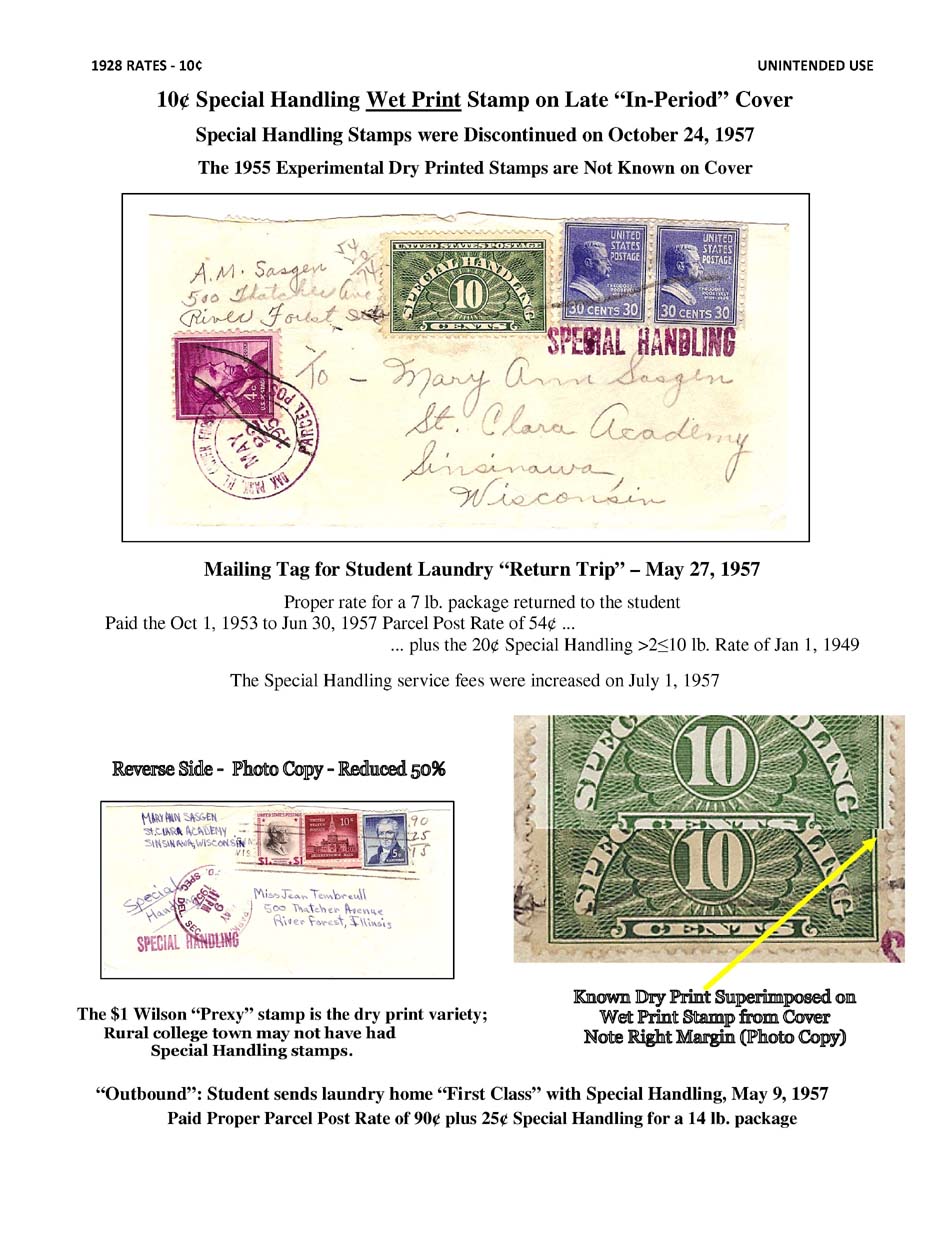 1928 RATES - 10¢
UNINTENDED USE
10¢ Special Handling Wet Print Stamp on Late “In-Period” Cover
Special Handling Stamps were Discontinued on October 24, 1957
The 1955 Experimental Dry Printed Stamps are Not Known on Cover
A.M. Sasgen
500 Thatcher Ave
River Forest
54
UNITED STATES POSTAGE
SPECIAL HANDLING
10
CENTS
UNITED STATES POSTAGE
30 CENTS 30
UNITED STATES POSTAGE
30 CENTS 30
SPECIAL HANDLING
4¢
U.S. POSTAGE
PARCEL POST
MAY
OAK PARK, ILL.
To - Mary Ann Sasgen
St. Clara Academy
Sinsinawa
Wisconsin
Mailing Tag for Student Laundry “Return Trip” – May 27, 1957
Proper rate for a 7 lb. package returned to the student
Paid the Oct 1, 1953 to Jun 30, 1957 Parcel Post Rate of 54¢ ...
... plus the 20¢ Special Handling >2≤10 lb. Rate of Jan 1, 1949
The Special Handling service fees were increased on July 1, 1957
Reverse Side - Photo Copy - Reduced 50%
MARY ANN SASGEN
ST. CLARA ACADEMY
SINSINAWA, WISCONSIN
$1 $1
10¢
5¢
.90
25
Special
Handling
SPECIAL HANDLING
Miss Jean Tembreull
500 Thatcher Avenue
River Forest, Illinois
SPECIAL HANDLING
10
CENTS
10
CENTS
The $1 Wilson “Prexy” stamp is the dry print variety;
Rural college town may not have had
Special Handling stamps.
Known Dry Print Superimposed on
Wet Print Stamp from Cover
Note Right Margin (Photo Copy)
“Outbound”: Student sends laundry home “First Class” with Special Handling, May 9, 1957
Paid Proper Parcel Post Rate of 90¢ plus 25¢ Special Handling for a 14 lb. package